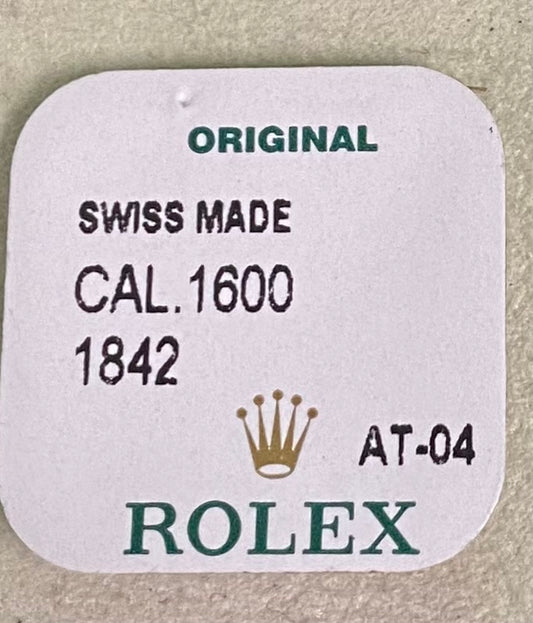 ORIGINAL
SWISS MADE
CAL.1600
1842
AT-04
ROLEX